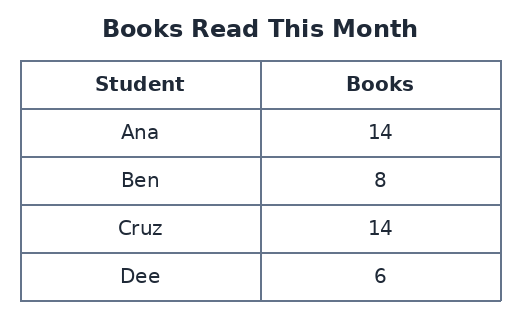 Books Read This Month
Student Books
Ana 14
Ben 8
Cruz 14
Dee 6